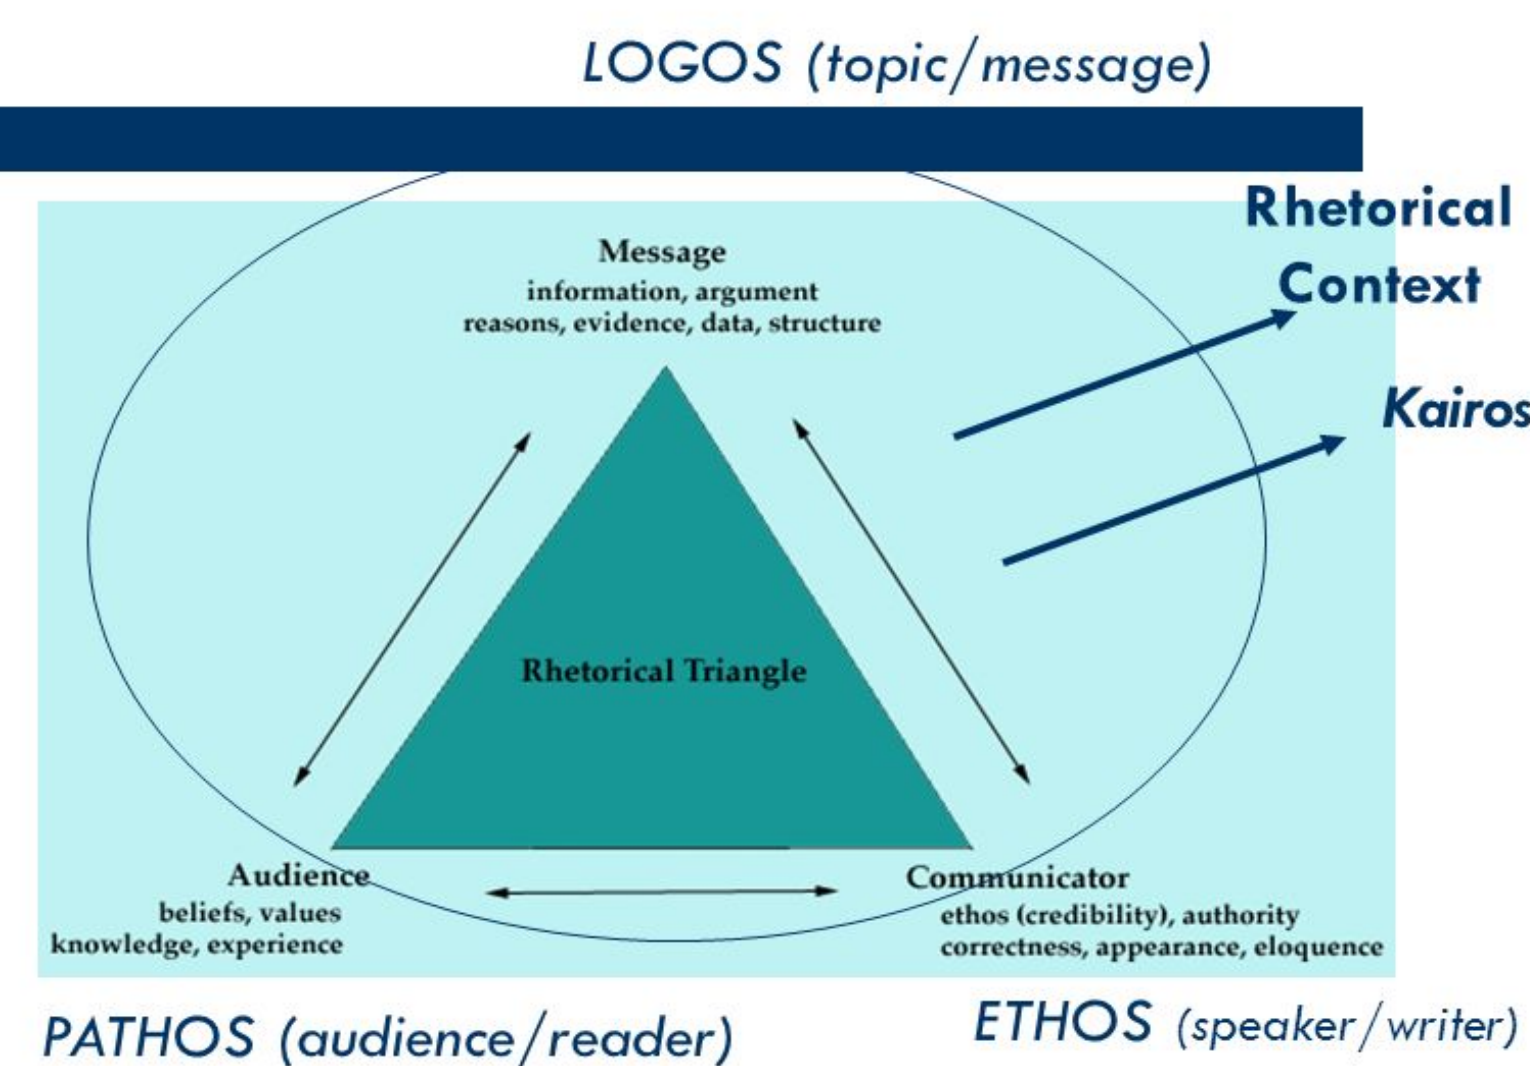 LOGOS (topic/message)
Rhetorical
Context
Kairos
Message
information, argument
reasons, evidence, data, structure
Rhetorical Triangle
Audience
beliefs, values
knowledge, experience
Communicator
ethos (credibility), authority
correctness, appearance, eloquence
PATHOS (audience/reader)
ETHOS (speaker/writer)